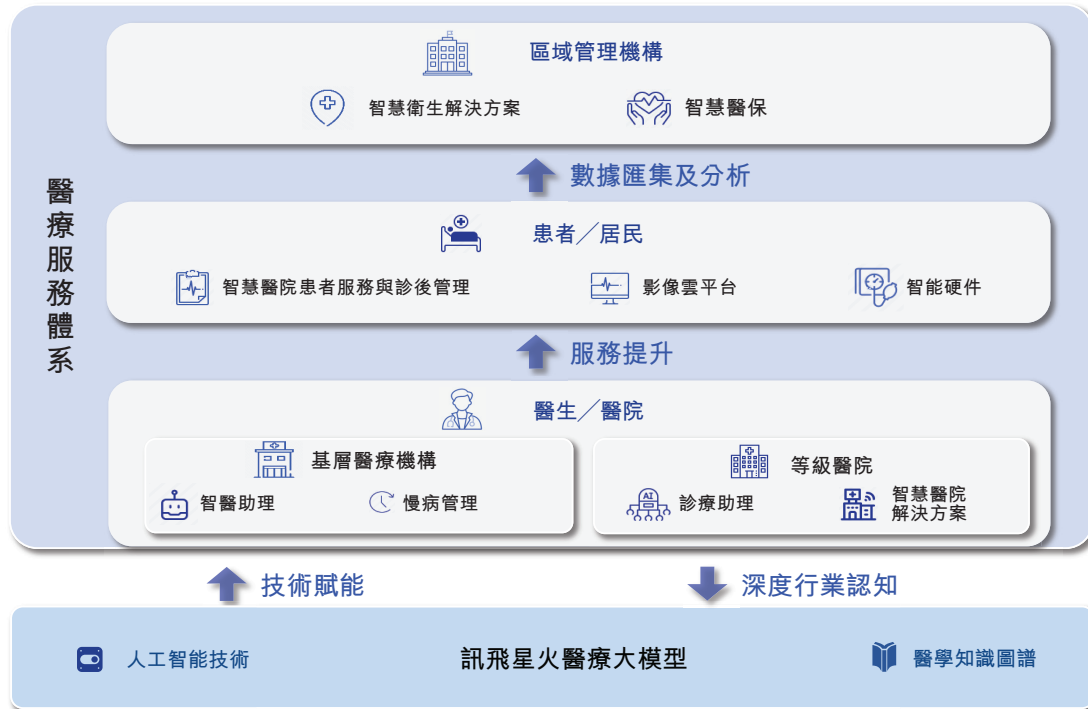 醫療服務體系
區域管理機構
智慧衛生解決方案
智慧醫保
數據匯集及分析
患者／居民
智慧醫院患者服務與診後管理
影像雲平台
智能硬件
服務提升
醫生／醫院
基層醫療機構
智醫助理
慢病管理
等級醫院
AI
診療助理
智慧醫院
解決方案
技術賦能
深度行業認知
人工智能技術
訊飛星火醫療大模型
醫學知識圖譜